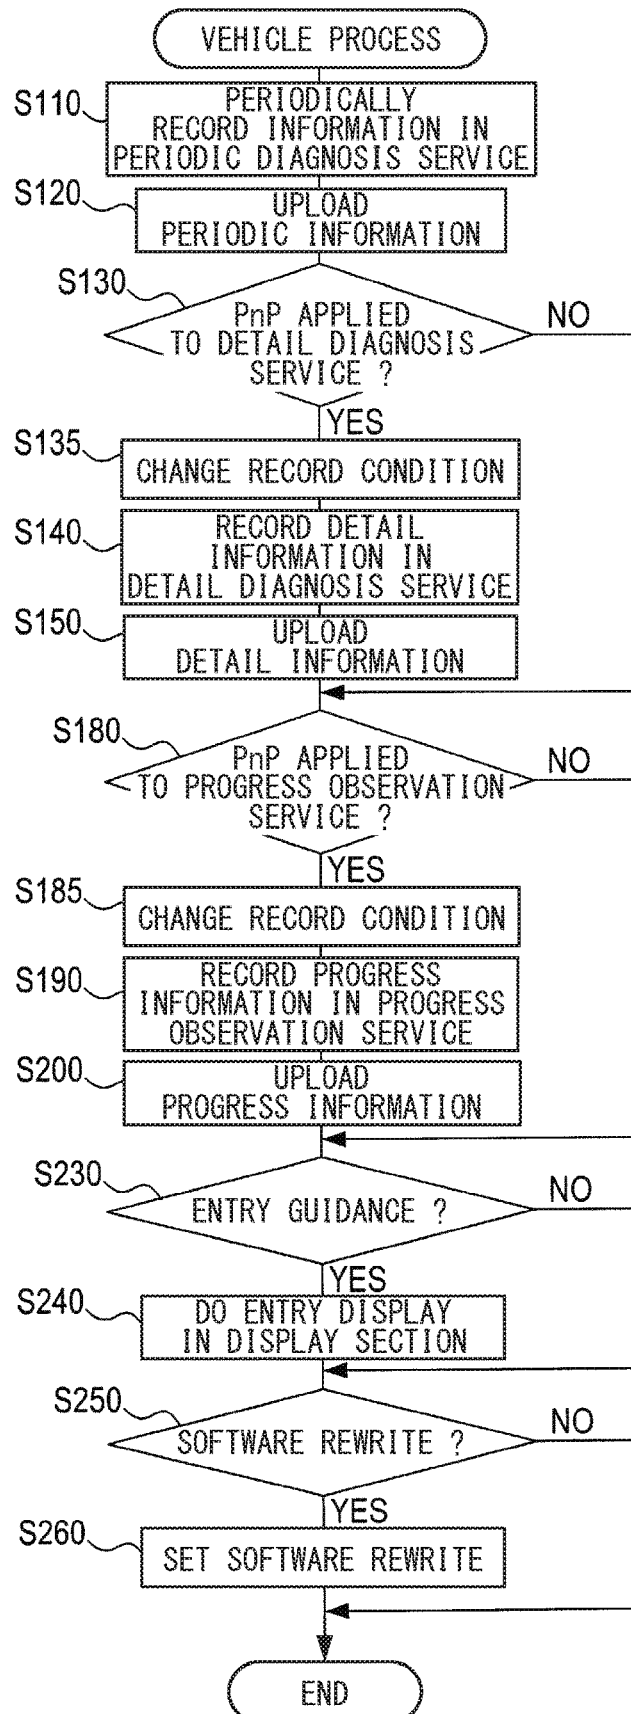 VEHICLE PROCESS
S110
PERIODICALLY
RECORD INFORMATION IN
PERIODIC DIAGNOSIS SERVICE
S120
UPLOAD
PERIODIC INFORMATION
S130
PnP APPLIED
TO DETAIL DIAGNOSIS
SERVICE ?
NO
YES
S135
CHANGE RECORD CONDITION
S140
RECORD DETAIL
INFORMATION IN
DETAIL DIAGNOSIS SERVICE
S150
UPLOAD
DETAIL INFORMATION
S180
PnP APPLIED
TO PROGRESS OBSERVATION
SERVICE ?
NO
YES
S185
CHANGE RECORD CONDITION
S190
RECORD PROGRESS
INFORMATION IN PROGRESS
OBSERVATION SERVICE
S200
UPLOAD
PROGRESS INFORMATION
S230
ENTRY GUIDANCE ?
NO
YES
S240
DO ENTRY DISPLAY
IN DISPLAY SECTION
S250
SOFTWARE REWRITE ?
NO
YES
S260
SET SOFTWARE REWRITE
END